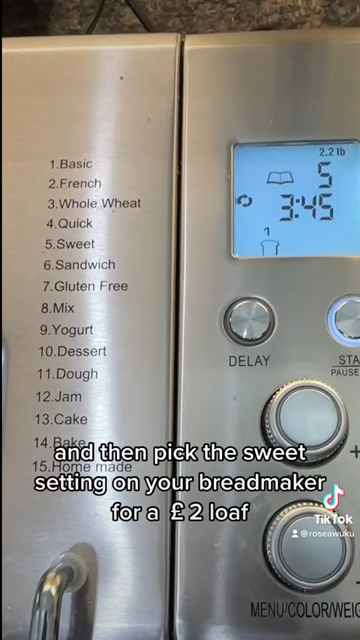 1.Basic
2.French
3.Whole Wheat
4.Quick
5.Sweet
6.Sandwich
7.Gluten Free
8.Mix
9.Yogurt
10.Dessert
11.Dough
12.Jam
13.Cake
14.Bake
15.Home made
2.2 lb
5
3:45
1
DELAY
STA
PAUSE
+
MENU/COLOR/WEIG
and then pick the sweet
setting on your breadmaker
for a £2 loaf
TikTok
@roseawuku